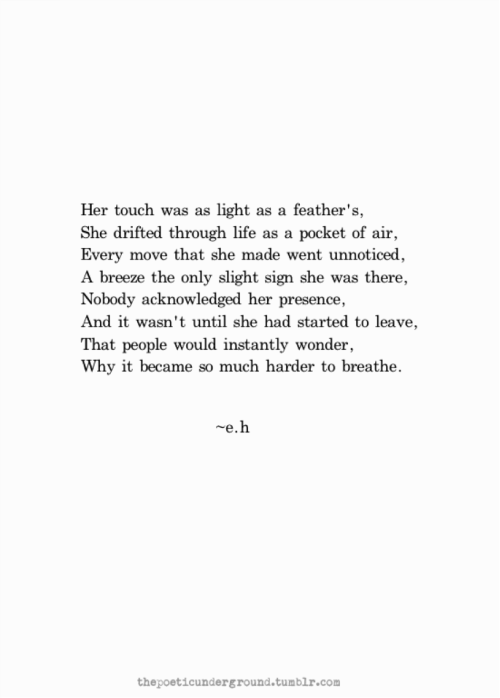 Her touch was as light as a feather's,
She drifted through life as a pocket of air,
Every move that she made went unnoticed,
A breeze the only slight sign she was there,
Nobody acknowledged her presence,
And it wasn't until she had started to leave,
That people would instantly wonder,
Why it became so much harder to breathe.
~e.h
thepoeticunderground.tumblr.com